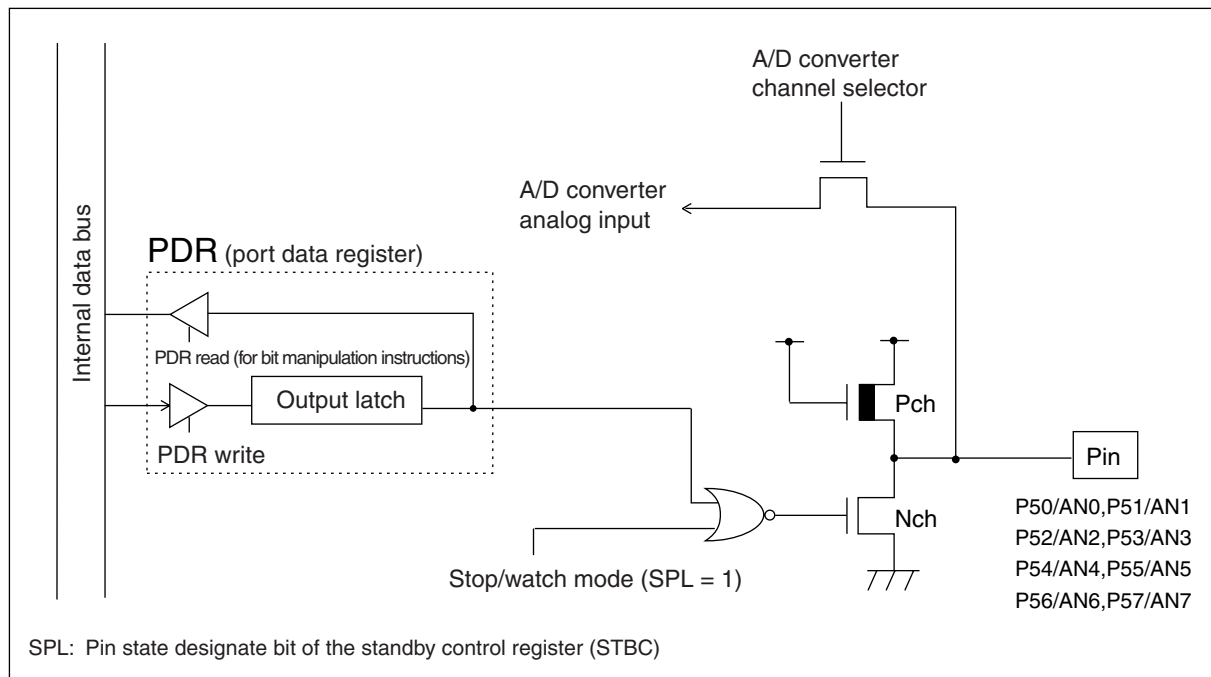 A/D converter
channel selector
A/D converter
analog input
Internal data bus
PDR (port data register)
PDR read (for bit manipulation instructions)
Output latch
PDR write
Pch
Pin
Nch
P50/AN0,P51/AN1
P52/AN2,P53/AN3
P54/AN4,P55/AN5
P56/AN6,P57/AN7
Stop/watch mode (SPL = 1)
SPL: Pin state designate bit of the standby control register (STBC)